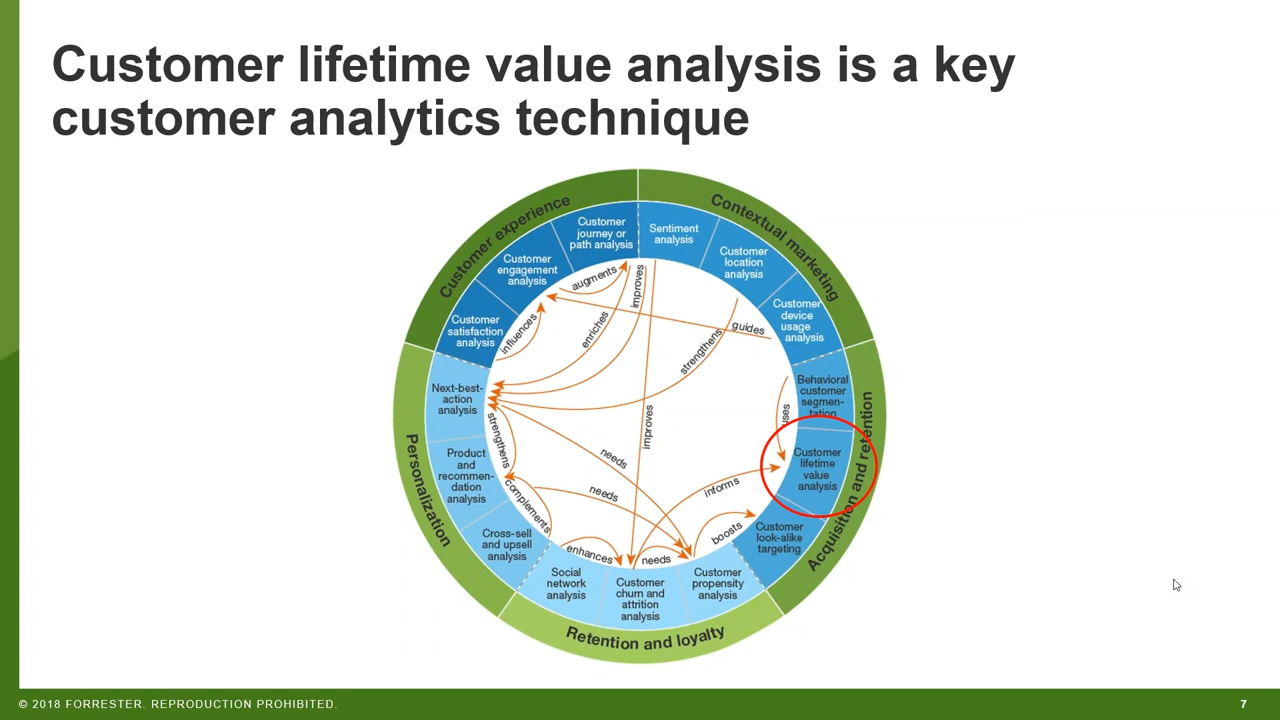 Customer lifetime value analysis is a key
customer analytics technique
Customer experience
Contextual marketing
Acquisition and retention
Retention and loyalty
Personalization
Customer
journey or
path analysis
Sentiment
analysis
Customer
location
analysis
Customer
device
usage
analysis
Behavioral
customer
segmen-
tation
Customer
lifetime
value
analysis
Customer
look-alike
targeting
Customer
propensity
analysis
Customer
churn and
attrition
analysis
Social
network
analysis
Cross-sell
and upsell
analysis
Product
and
recommen-
dation
analysis
Next-best-
action
analysis
Customer
satisfaction
analysis
Customer
engagement
analysis
augments
improves
influences
enriches
guides
strengthens
uses
improves
strengthens
needs
needs
informs
complements
boosts
enhances
needs
© 2018 FORRESTER. REPRODUCTION PROHIBITED.
7